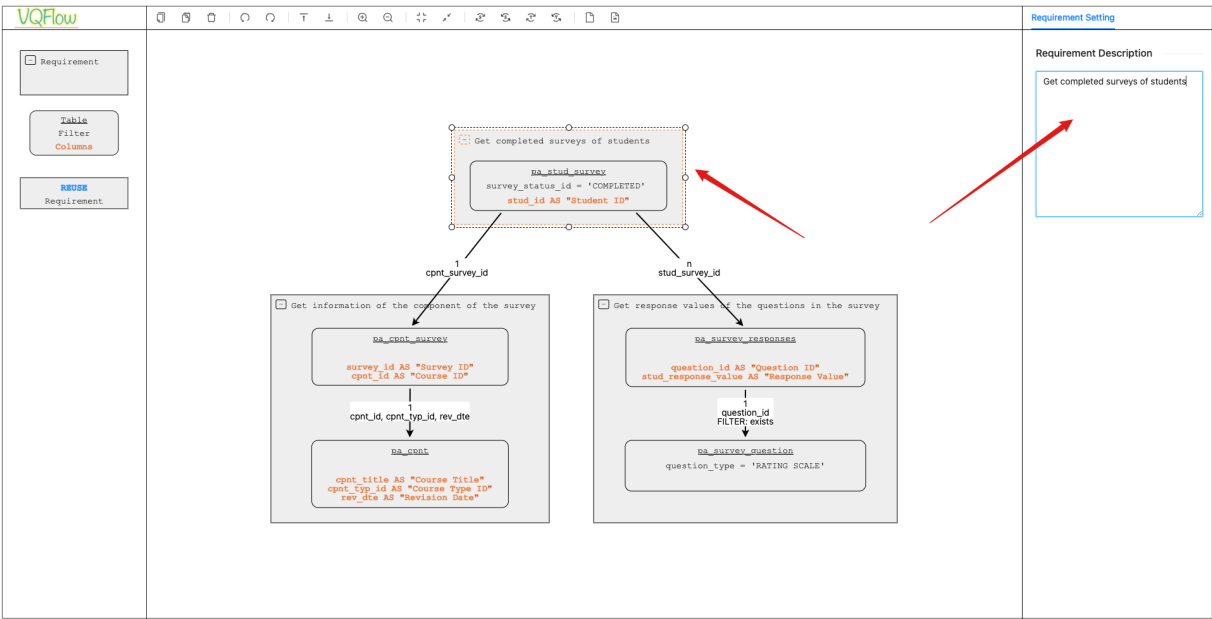 VQFlow
Requirement Setting
Requirement
Table
Filter
Columns
REUSE
Requirement
Get completed surveys of students
pa_stud_survey
survey_status_id = 'COMPLETED'
stud_id AS "Student ID"
1
cpnt_survey_id
n
stud_survey_id
Get information of the component of the survey
pa_cpnt_survey
survey_id AS "Survey ID"
cpnt_id AS "Course ID"
1
cpnt_id, cpnt_typ_id, rev_dte
pa_cpnt
cpnt_title AS "Course Title"
cpnt_typ_id AS "Course Type ID"
rev_dte AS "Revision Date"
Get response values of the questions in the survey
pa_survey_responses
question_id AS "Question ID"
stud_response_value AS "Response Value"
1
question_id
FILTER: exists
pa_survey_question
question_type = 'RATING SCALE'
Requirement Description
Get completed surveys of students